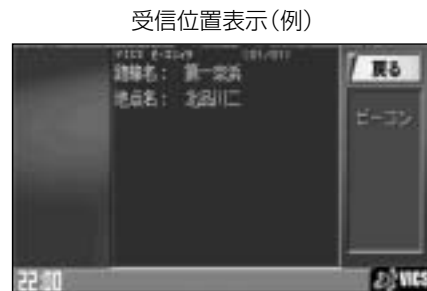 受信位置表示(例)
VICS ビーコン (01/01)
路線名： 第一京浜
戻る
地点名： 北品川二
ビーコン
22:00
VICS